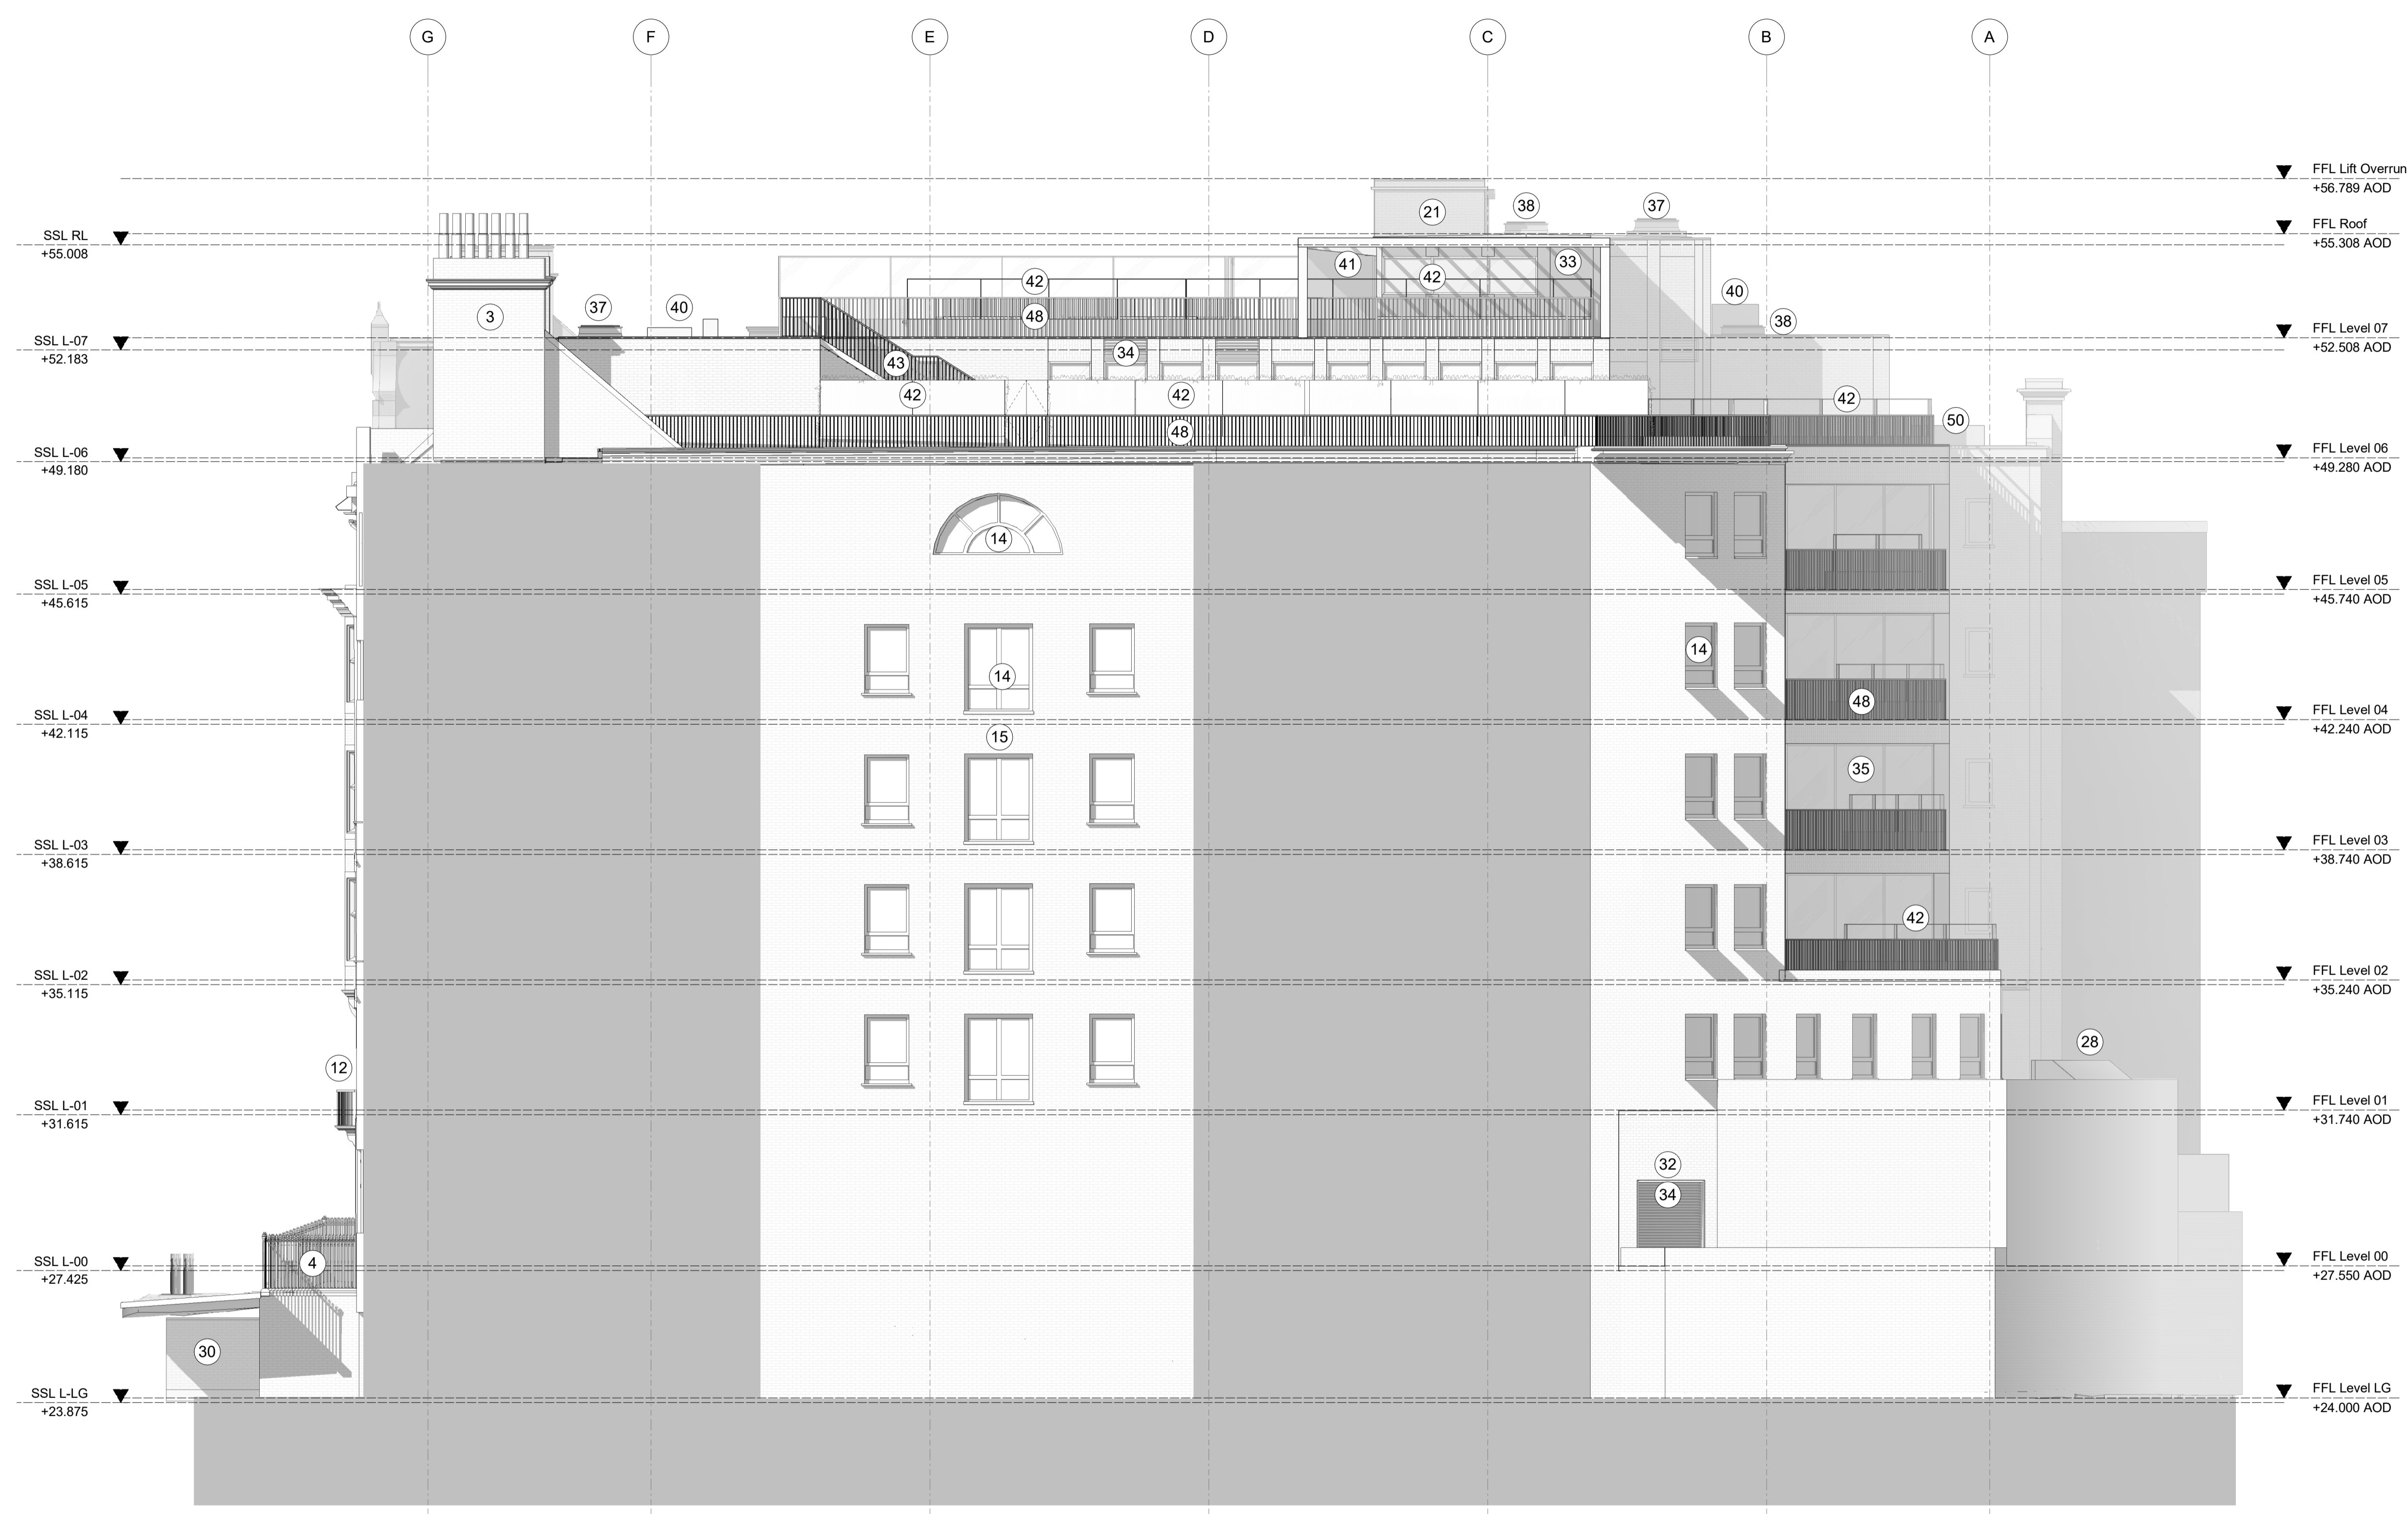 G F E D C B A
FFL Lift Overrun
+56.789 AOD
21 38 37
SSL RL
+55.008
FFL Roof
+55.308 AOD
41 42 33
42
40
37 40 3 48 38
SSL L-07
+52.183
FFL Level 07
+52.508 AOD
34
43
42 42 42
50
48
SSL L-06
+49.180
FFL Level 06
+49.280 AOD
14
SSL L-05
+45.615
FFL Level 05
+45.740 AOD
14
14
48
SSL L-04
+42.115
FFL Level 04
+42.240 AOD
15
35
SSL L-03
+38.615
FFL Level 03
+38.740 AOD
42
SSL L-02
+35.115
FFL Level 02
+35.240 AOD
28
12
SSL L-01
+31.615
FFL Level 01
+31.740 AOD
32
34
SSL L-00
+27.425
4
FFL Level 00
+27.550 AOD
30
SSL L-LG
+23.875
FFL Level LG
+24.000 AOD